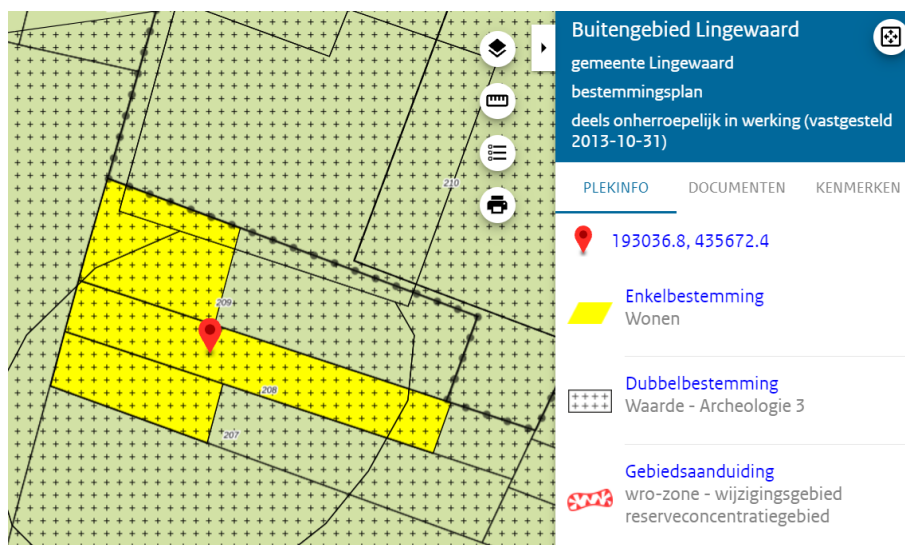 Buitengebied Lingewaard
gemeente Lingewaard
bestemmingsplan
deels onherroepelijk in werking (vastgesteld
2013-10-31)
PLEKINFO DOCUMENTEN KENMERKEN
193036.8, 435672.4
Enkelbestemming
Wonen
Dubbelbestemming
Waarde - Archeologie 3
Gebiedsaanduiding
wro-zone - wijzigingsgebied
reserveconcentratiegebied
210
209
208
207